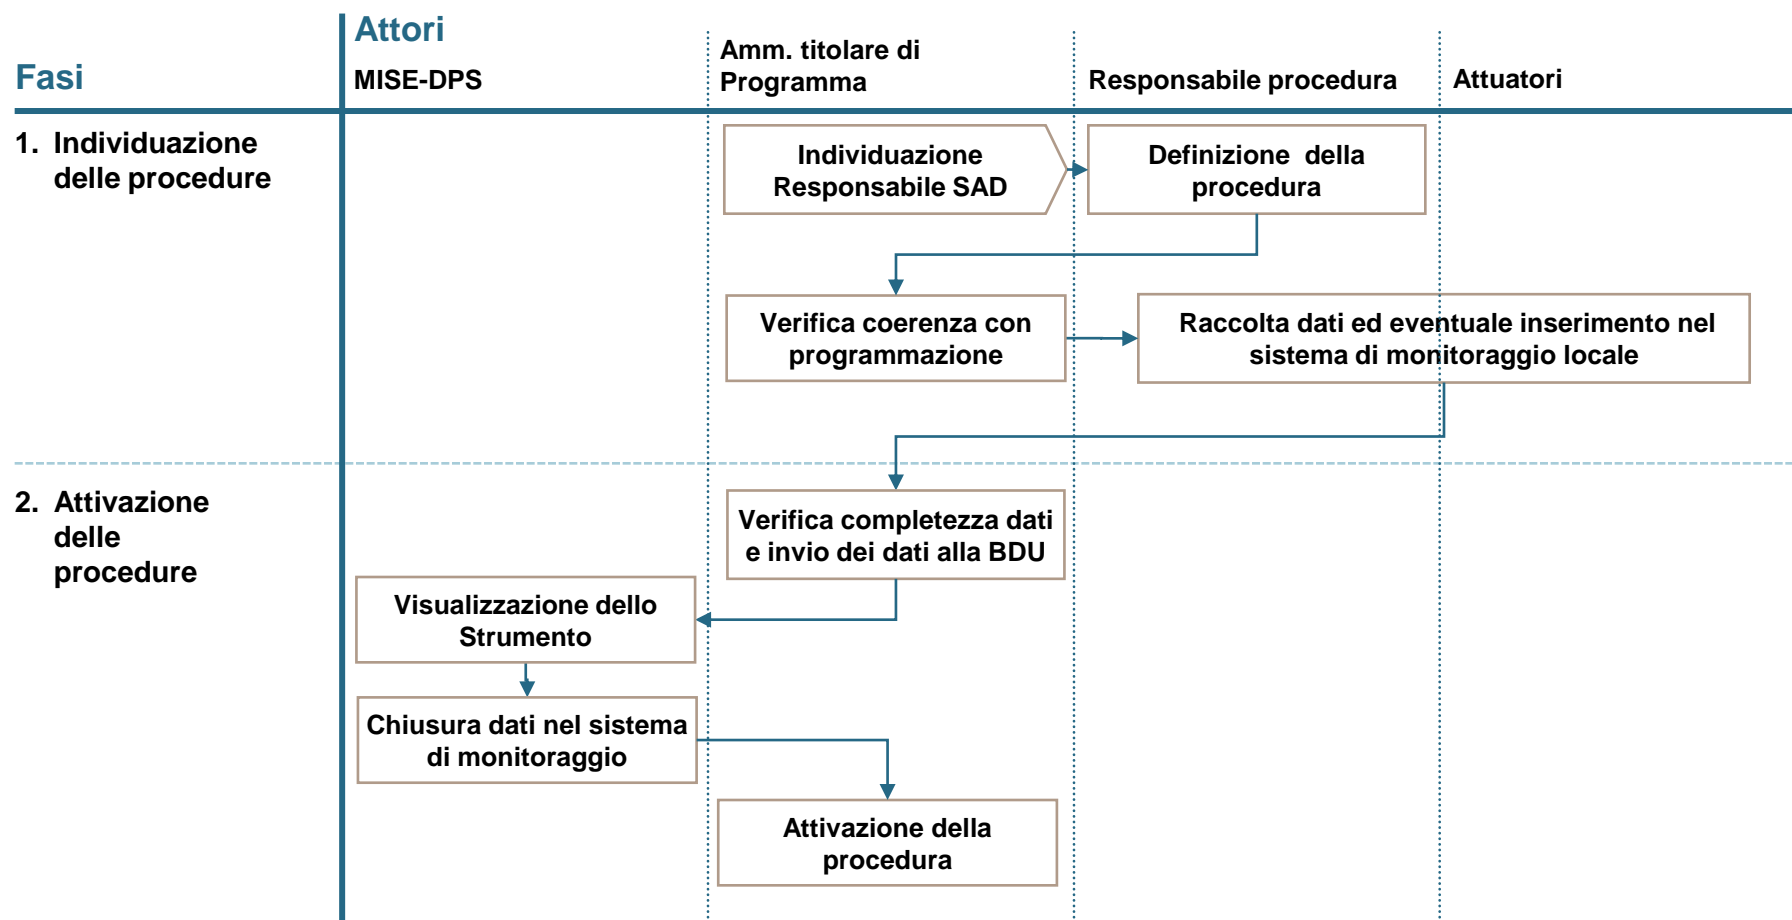 Attori
Fasi
MISE-DPS
Amm. titolare di
Programma
Responsabile procedura
Attuatori
1. Individuazione
delle procedure
Individuazione
Responsabile SAD
Definizione della
procedura
Verifica coerenza con
programmazione
Raccolta dati ed eventuale inserimento nel
sistema di monitoraggio locale
2. Attivazione
delle
procedure
Verifica completezza dati
e invio dei dati alla BDU
Visualizzazione dello
Strumento
Chiusura dati nel sistema
di monitoraggio
Attivazione della
procedura